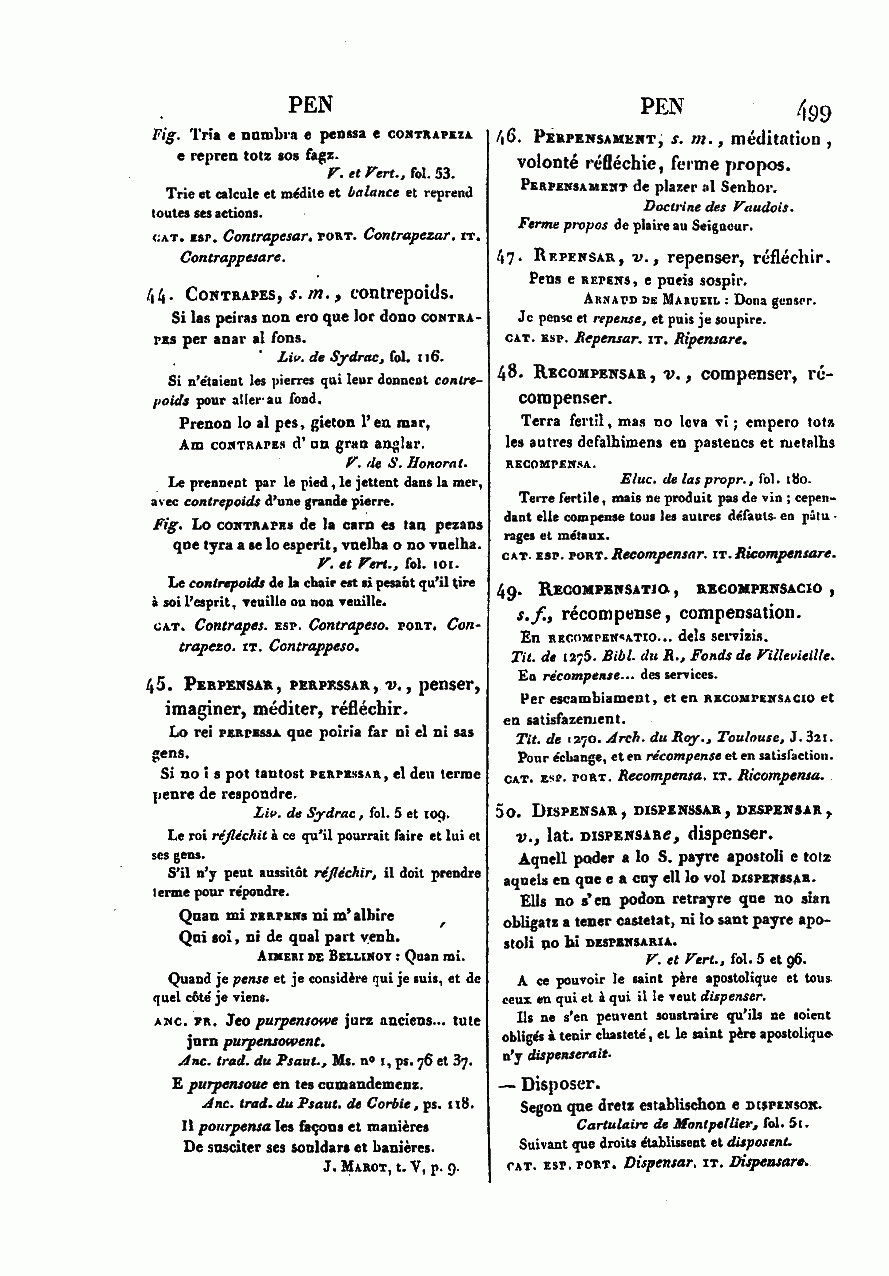 PEN
Fig. Tria e nombra e penssa e CONTRAPEZA
e repren totz sos fagz.
V. et Vert., fol. 53.
Trie et calcule et médite et balance et reprend
toutes ses actions.
CAT. ESP. Contrapesar. PORT. Contrapezar. IT.
Contrappesare.
44. CONTRAPES, s. m., contrepoids.
Si las peiras non ero que lor dono CONTRA-
PES per anar al fons.
Liv. de Sydrac, fol. 116.
Si n'étaient les pierres qui leur donnent contre-
poids pour aller au fond.
Prenon lo al pes, gieton l'en mar,
Am CONTRAPES d'un gran anglar.
V. de S. Honorat.
Le prennent par le pied, le jettent dans la mer,
avec contrepoids d'une grande pierre.
Fig. Lo CONTRAPES de la carn es tan pezans
que tyra a se lo esperit, vuelha o no vuelha.
V. et Vert., fol. 101.
Le contrepoids de la chair est si pesant qu'il tire
à soi l'esprit, veuille ou non veuille.
CAT. Contrapes. ESP. Contrapeso. PORT. Con-
trapezo. IT. Contrappeso.
45. PERPENSAR, PERPESSAR, v., penser,
imaginer, méditer, réfléchir.
Lo rei PERPESSA que poiria far ni el ni sas
gens.
Si no i s pot tantost PERPESSAR, el deu terme
penre de respondre.
Liv. de Sydrac, fol. 5 et 109.
Le roi réfléchit à ce qu'il pourrait faire et lui et
ses gens.
S'il n'y peut aussitôt réfléchir, il doit prendre
terme pour répondre.
Quan mi PERPENS ni m'albire
Qui soi, ni de qual part venh.
AIMERI DE BELLINOY : Quan mi.
Quand je pense et je considère qui je suis, et de
quel côté je viens.
ANC. FR. Jeo purpensowe jurz anciens... tute
jurn purpensowent.
Anc. trad. du Psaut., Ms. nº 1, ps. 76 et 37.
E purpensoue en tes cumandemenz.
Anc. trad. du Psaut. de Corbie, ps. 118.
Il pourpensa les façons et manières
De susciter ses souldars et banières.
J. MAROT, t. V, p. 9.
PEN 499
46. PERPENSAMENT, s. m., méditation,
volonté réfléchie, ferme propos.
PERPENSAMENT de plazer al Senhor.
Doctrine des Vaudois.
Ferme propos de plaire au Seigneur.
47. REPENSAR, v., repenser, réfléchir.
Pens e REPENS, e pueis sospir.
ARNAUD DE MARUEIL : Dona genser.
Je pense et repense, et puis je soupire.
CAT. ESP. Repensar. IT. Ripensare.
48. RECOMPENSAR, v., compenser, ré-
compenser.
Terra fertil, mas no leva vi; empero totz
les autres defalhimens en pastencs et metalhs
RECOMPENSA.
Eluc. de las propr., fol. 180.
Terre fertile, mais ne produit pas de vin; cepen-
dant elle compense tous les autres défauts en pâtu-
rages et métaux.
CAT. ESP. PORT. Recompensar. IT. Ricompensare.
49. RECOMPENSATIO, RECOMPENSACIO,
s. f., récompense, compensation.
En RECOMPENSATIO... dels servizis.
Tit. de 1275. Bibl. du R., Fonds de Villevieille.
En récompense... des services.
Per escambiament, et en RECOMPENSACIO et
en satisfazement.
Tit. de 1270. Arch. du Roy., Toulouse, J. 321.
Pour échange, et en récompense et en satisfaction.
CAT. ESP. PORT. Recompensa. IT. Ricompensa.
50. DISPENSAR, DISPENSSAR, DESPENSAR,
v., lat. DISPENSARe, dispenser.
Aquell poder a lo S. payre apostoli e totz
aquels en que e a cuy ell lo vol DISPENSSAR.
Ells no s'en podon retrayre que no sian
obligatz a tener castetat, ni lo sant payre apo-
stoli no hi DESPENSARIA.
V. et Vert., fol. 5 et 96.
A ce pouvoir le saint père apostolique et tous
ceux en qui et à qui il le veut dispenser.
Ils ne s'en peuvent soustraire qu'ils ne soient
obligés à tenir chasteté, et le saint père apostolique
n'y dispenserait.
— Disposer.
Segon que dretz establischon e DISPENSON.
Cartulaire de Montpellier, fol. 51.
Suivant que droits établissent et disposent.
CAT. ESP. PORT. Dispensar. IT. Dispensare.